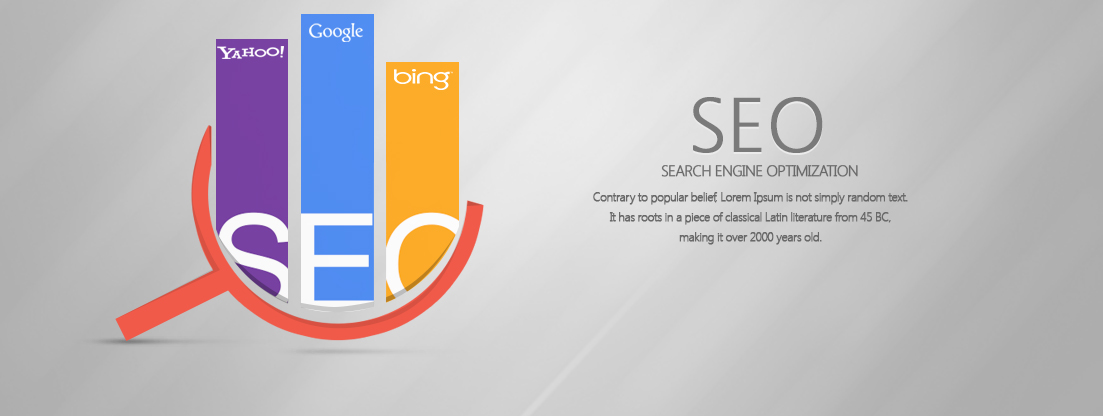 YAHOO!
Google
bing
SEO
SEO
SEARCH ENGINE OPTIMIZATION
Contrary to popular belief, Lorem Ipsum is not simply random text.
It has roots in a piece of classical Latin literature from 45 BC,
making it over 2000 years old.